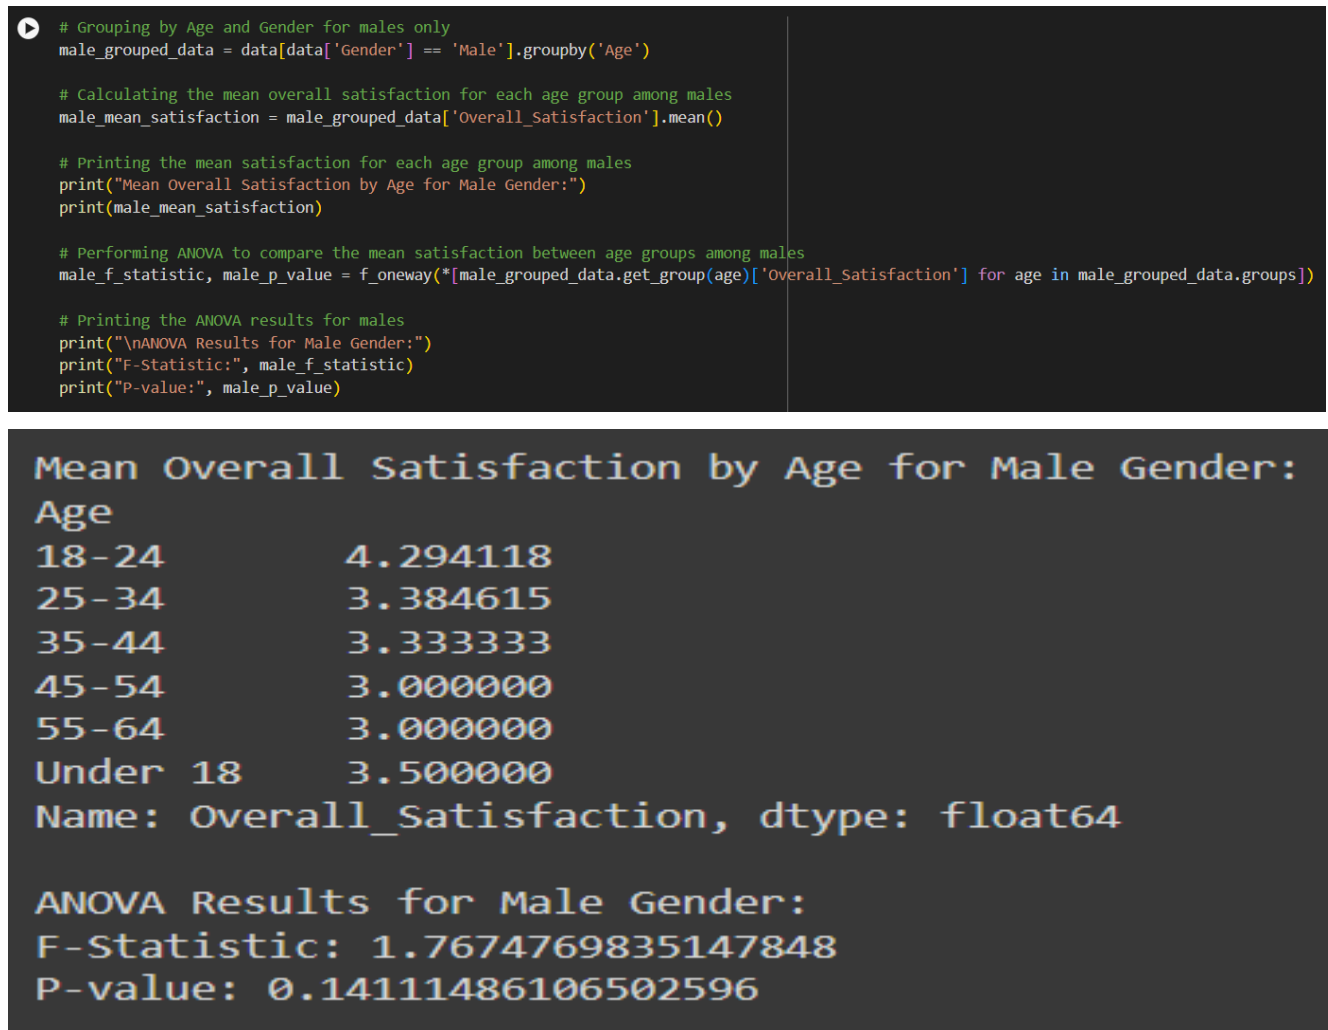 # Grouping by Age and Gender for males only
male_grouped_data = data[data['Gender'] == 'Male'].groupby('Age')
# Calculating the mean overall satisfaction for each age group among males
male_mean_satisfaction = male_grouped_data['Overall_Satisfaction'].mean()
# Printing the mean satisfaction for each age group among males
print("Mean Overall Satisfaction by Age for Male Gender:")
print(male_mean_satisfaction)
# Performing ANOVA to compare the mean satisfaction between age groups among males
male_f_statistic, male_p_value = f_oneway(*[male_grouped_data.get_group(age)['Overall_Satisfaction'] for age in male_grouped_data.groups])
# Printing the ANOVA results for males
print("\nANOVA Results for Male Gender:")
print("F-Statistic:", male_f_statistic)
print("P-value:", male_p_value)
Mean Overall Satisfaction by Age for Male Gender:
Age
18-24 4.294118
25-34 3.384615
35-44 3.333333
45-54 3.000000
55-64 3.000000
Under 18 3.500000
Name: Overall_Satisfaction, dtype: float64
ANOVA Results for Male Gender:
F-Statistic: 1.7674769835147848
P-value: 0.14111486106502596